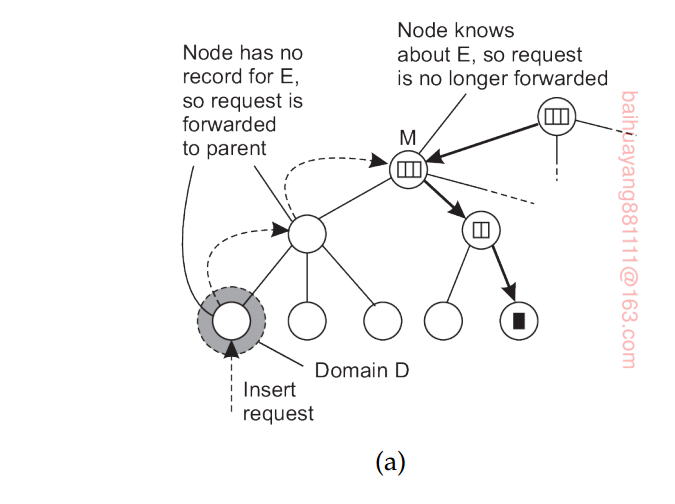 Node has no
record for E,
so request is
forwarded
to parent
Node knows
about E, so request
is no longer forwarded
M
Domain D
Insert
request
(a)
baihuayang881111@163.com